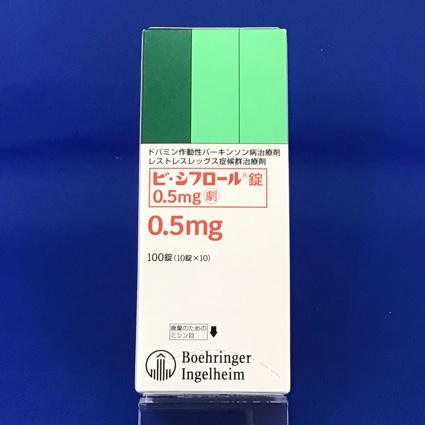 ドパミン作動性パーキンソン病治療剤
レストレスレッグス症候群治療剤
ビ・シフロール®錠
0.5mg 劇
0.5mg
100錠(10錠×10)
廃棄のための
ミシン目
Boehringer
Ingelheim